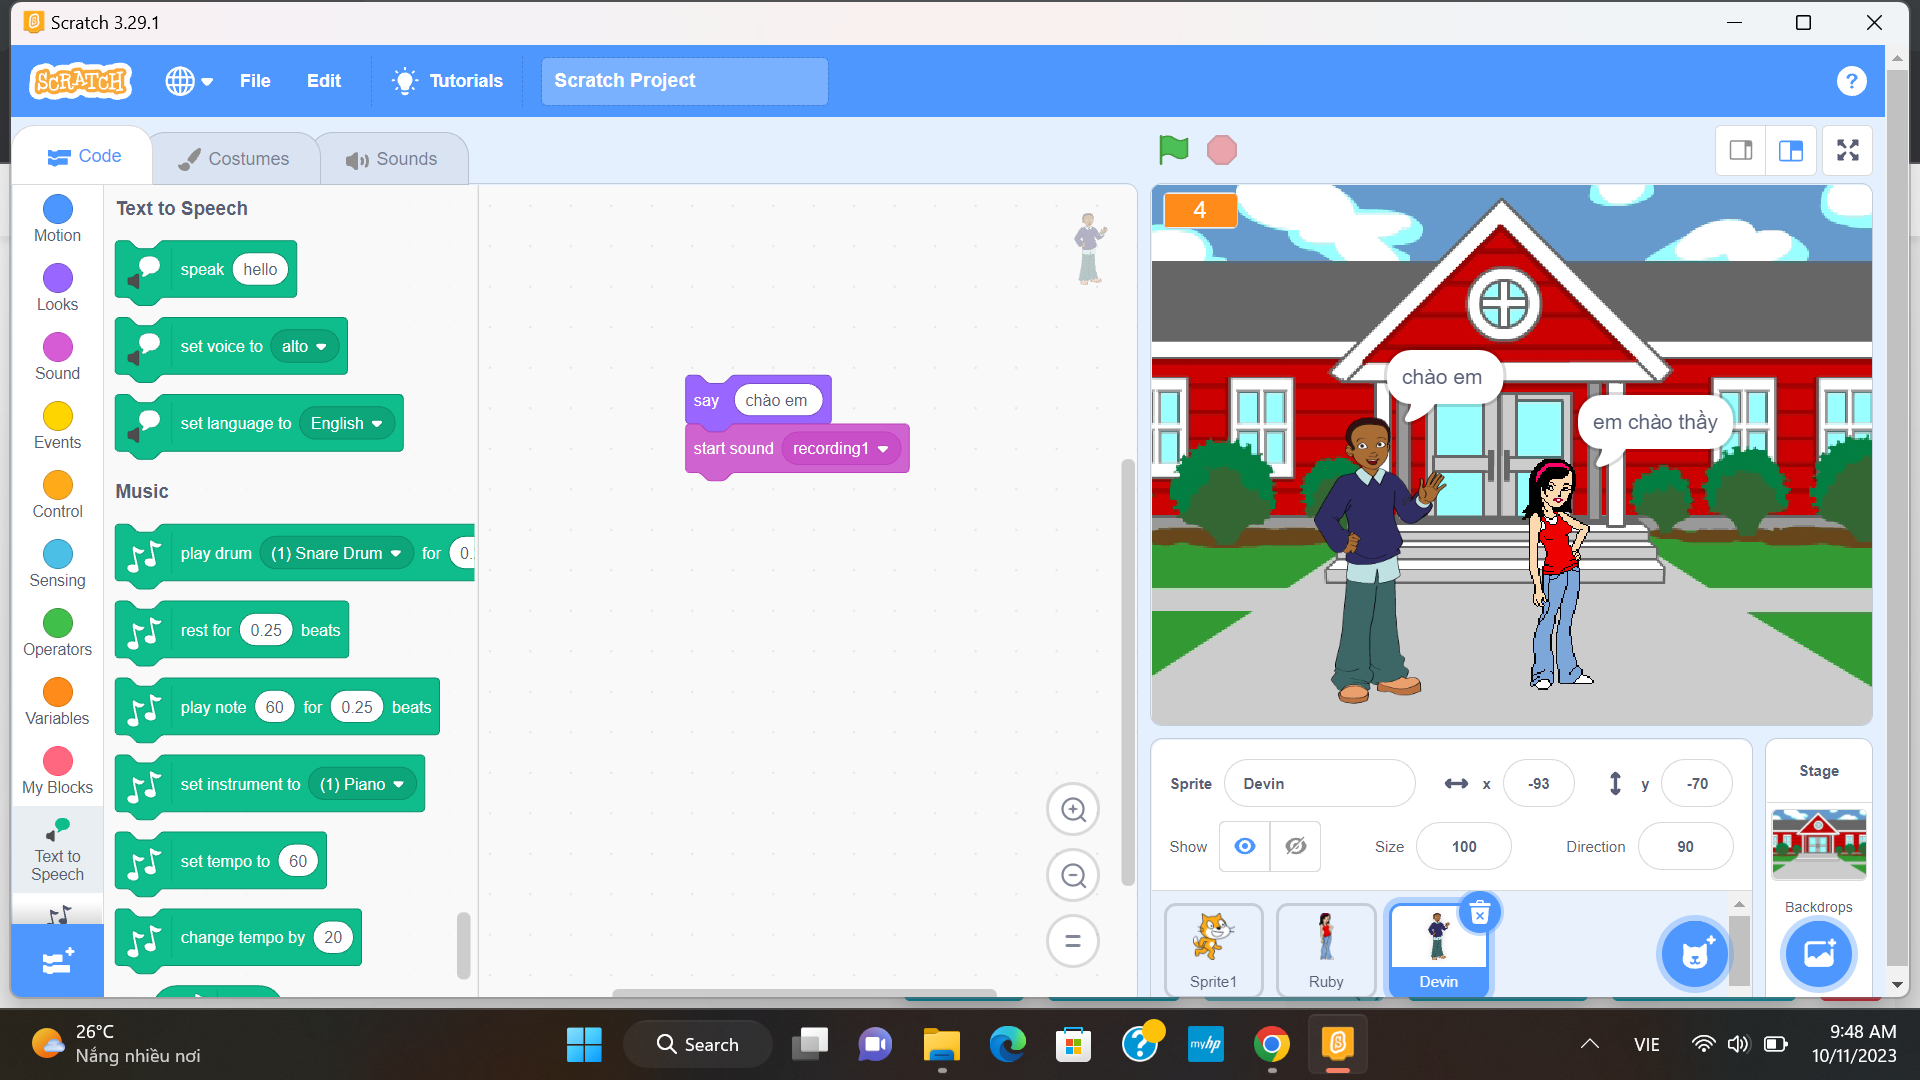 Scratch 3.29.1
SCRATCH
File
Edit
Tutorials
Scratch Project
?
Code
Costumes
Sounds
Motion
Looks
Sound
Events
Control
Sensing
Operators
Variables
My Blocks
Text to
Speech
Text to Speech
speak hello
set voice to alto
set language to English
Music
play drum (1) Snare Drum for 0.
rest for 0.25 beats
play note 60 for 0.25 beats
set instrument to (1) Piano
set tempo to 60
change tempo by 20
say chào em
start sound recording1
4
chào em
em chào thầy
Sprite Devin x -93 y -70
Show Size 100 Direction 90
Sprite1
Ruby
Devin
Stage
Backdrops
26°C
Nắng nhiều nơi
Search
myhp
VIE
9:48 AM
10/11/2023